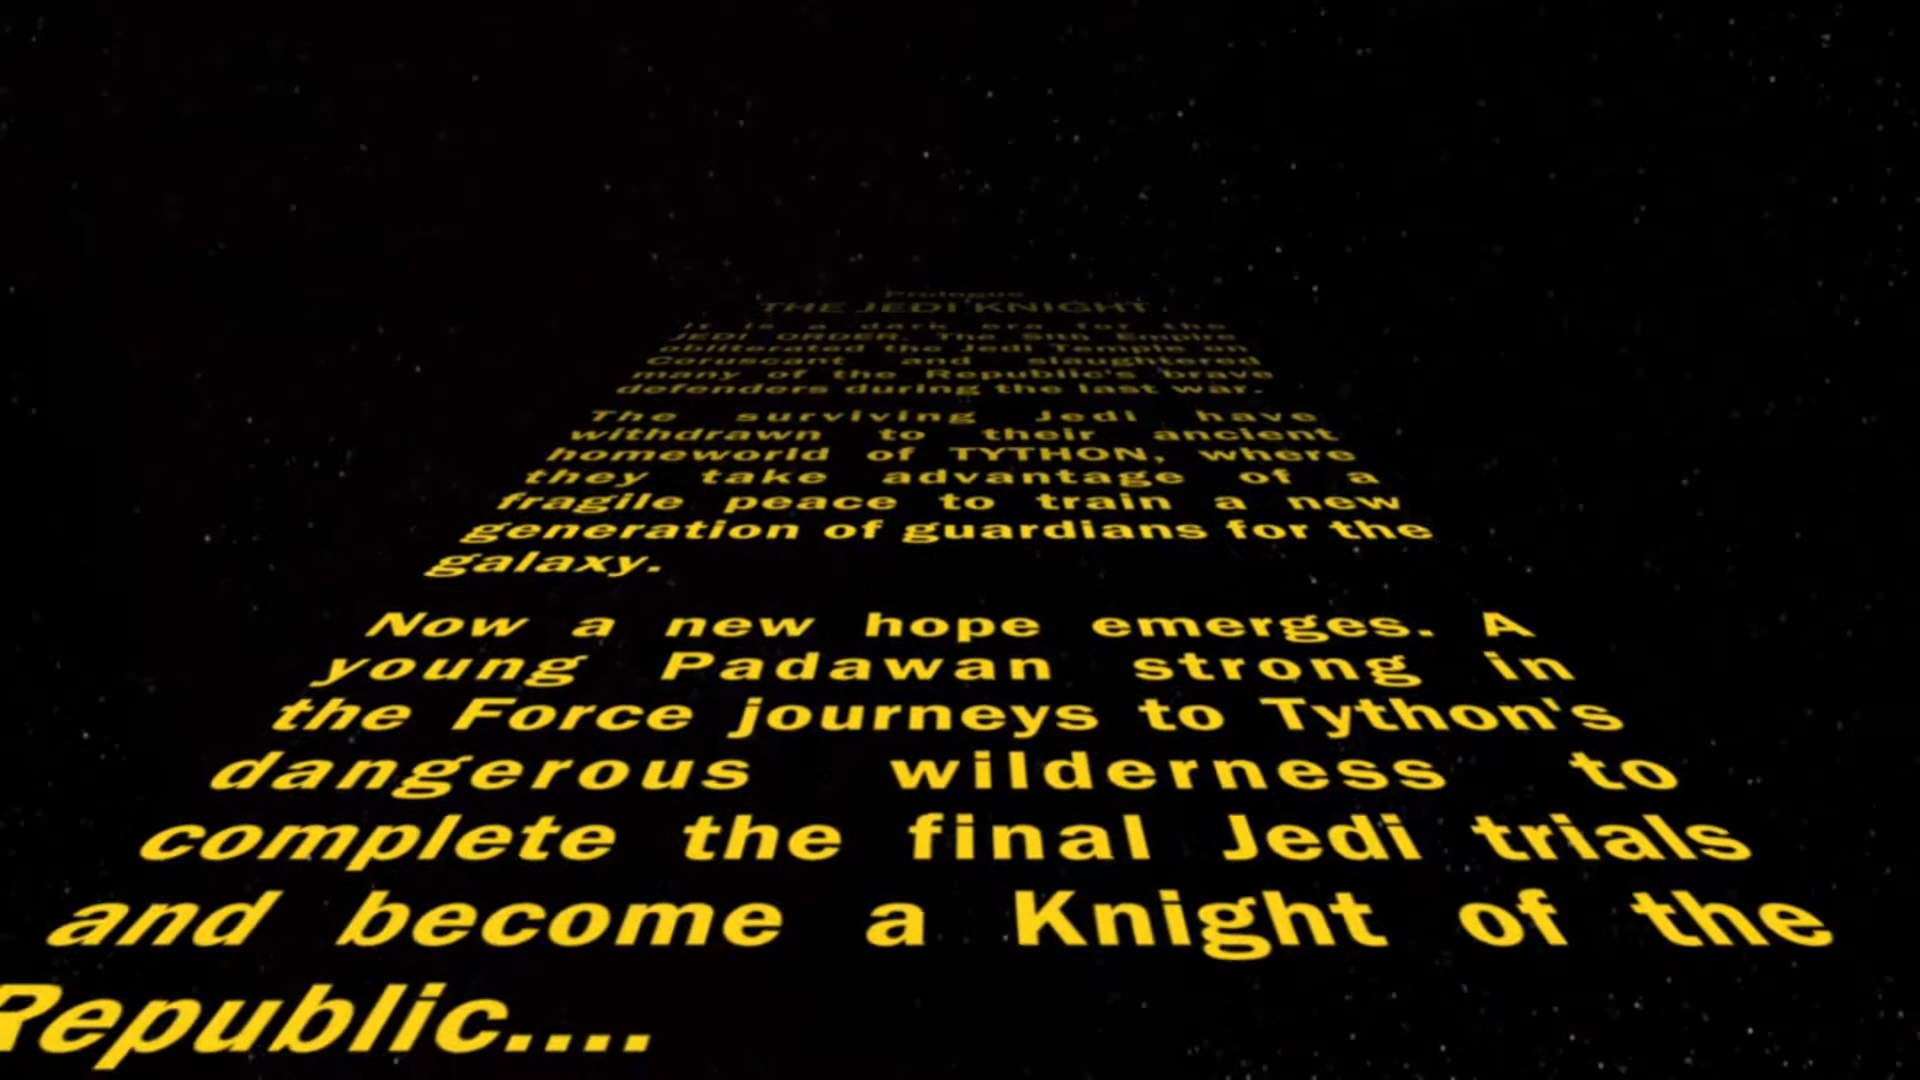 Prologue
THE JEDI KNIGHT
It is a dark era for the
JEDI ORDER. The Sith Empire
obliterated the Jedi Temple on
Coruscant and slaughtered
many of the Republic's brave
defenders during the last war.
The surviving Jedi have
withdrawn to their ancient
homeworld of TYTHON, where
they take advantage of a
fragile peace to train a new
generation of guardians for the
galaxy.
Now a new hope emerges. A
young Padawan strong in
the Force journeys to Tython's
dangerous wilderness to
complete the final Jedi trials
and become a Knight of the
Republic....